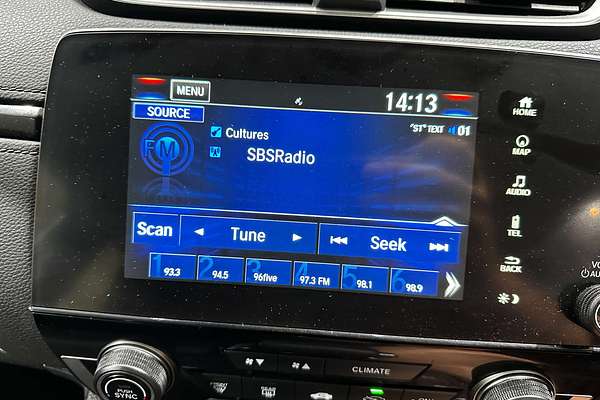 MENU
14:13
HOME
SOURCE
"ST" TEXT 01
FM
Cultures
SBSRadio
MAP
AUDIO
Scan Tune Seek
TEL
BACK
1 93.3 2 94.5 3 96five 4 97.3 FM 5 98.1 6 98.9
CLIMATE
PUSH
SYNC
REAR